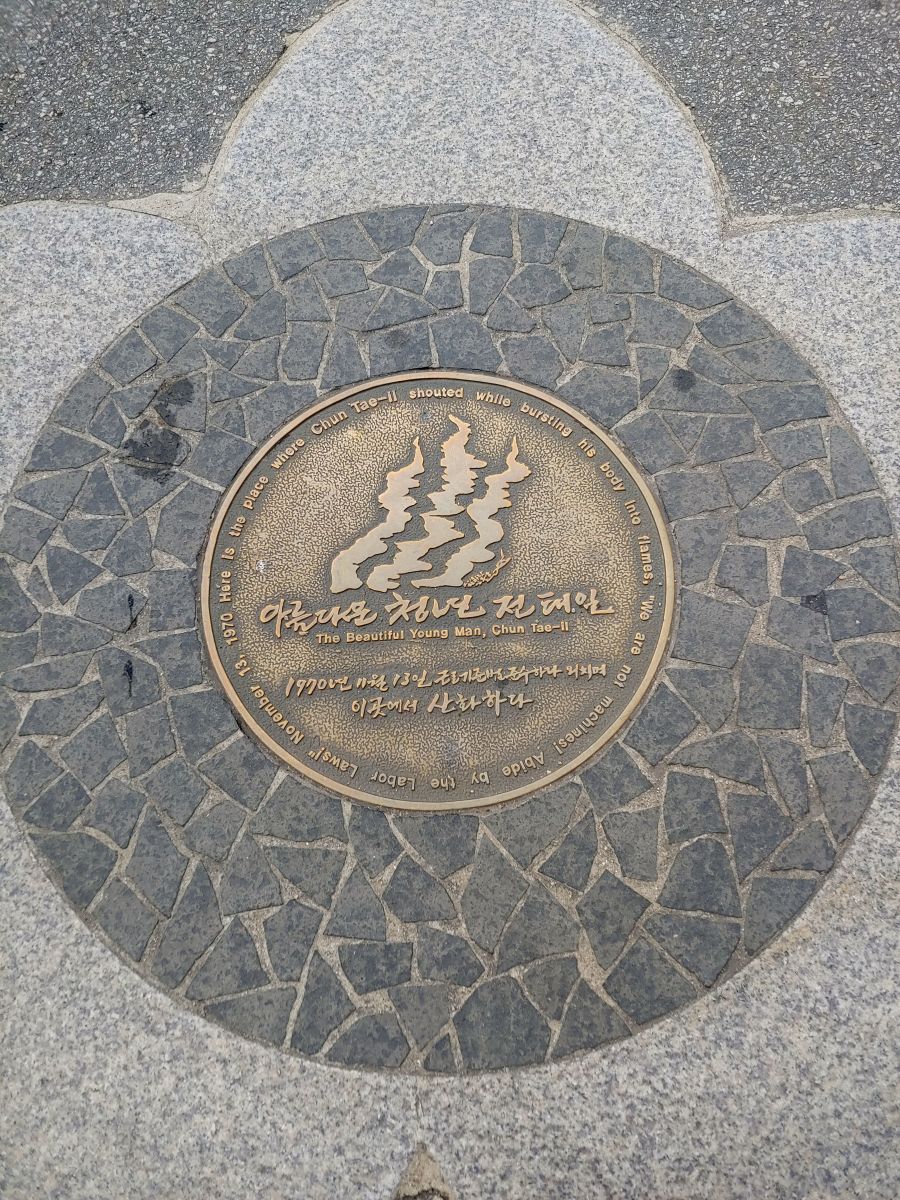 November 13, 1970 Here is the place where Chun Tae-il shouted while bursting his body into flames, "We are not machines! Abide by the Labor Laws!"
아름다운 청년 전태일
The Beautiful Young Man, Chun Tae-il
1970년 11월 13일 근로기준법 준수하라 외치며
이곳에서 산화하다